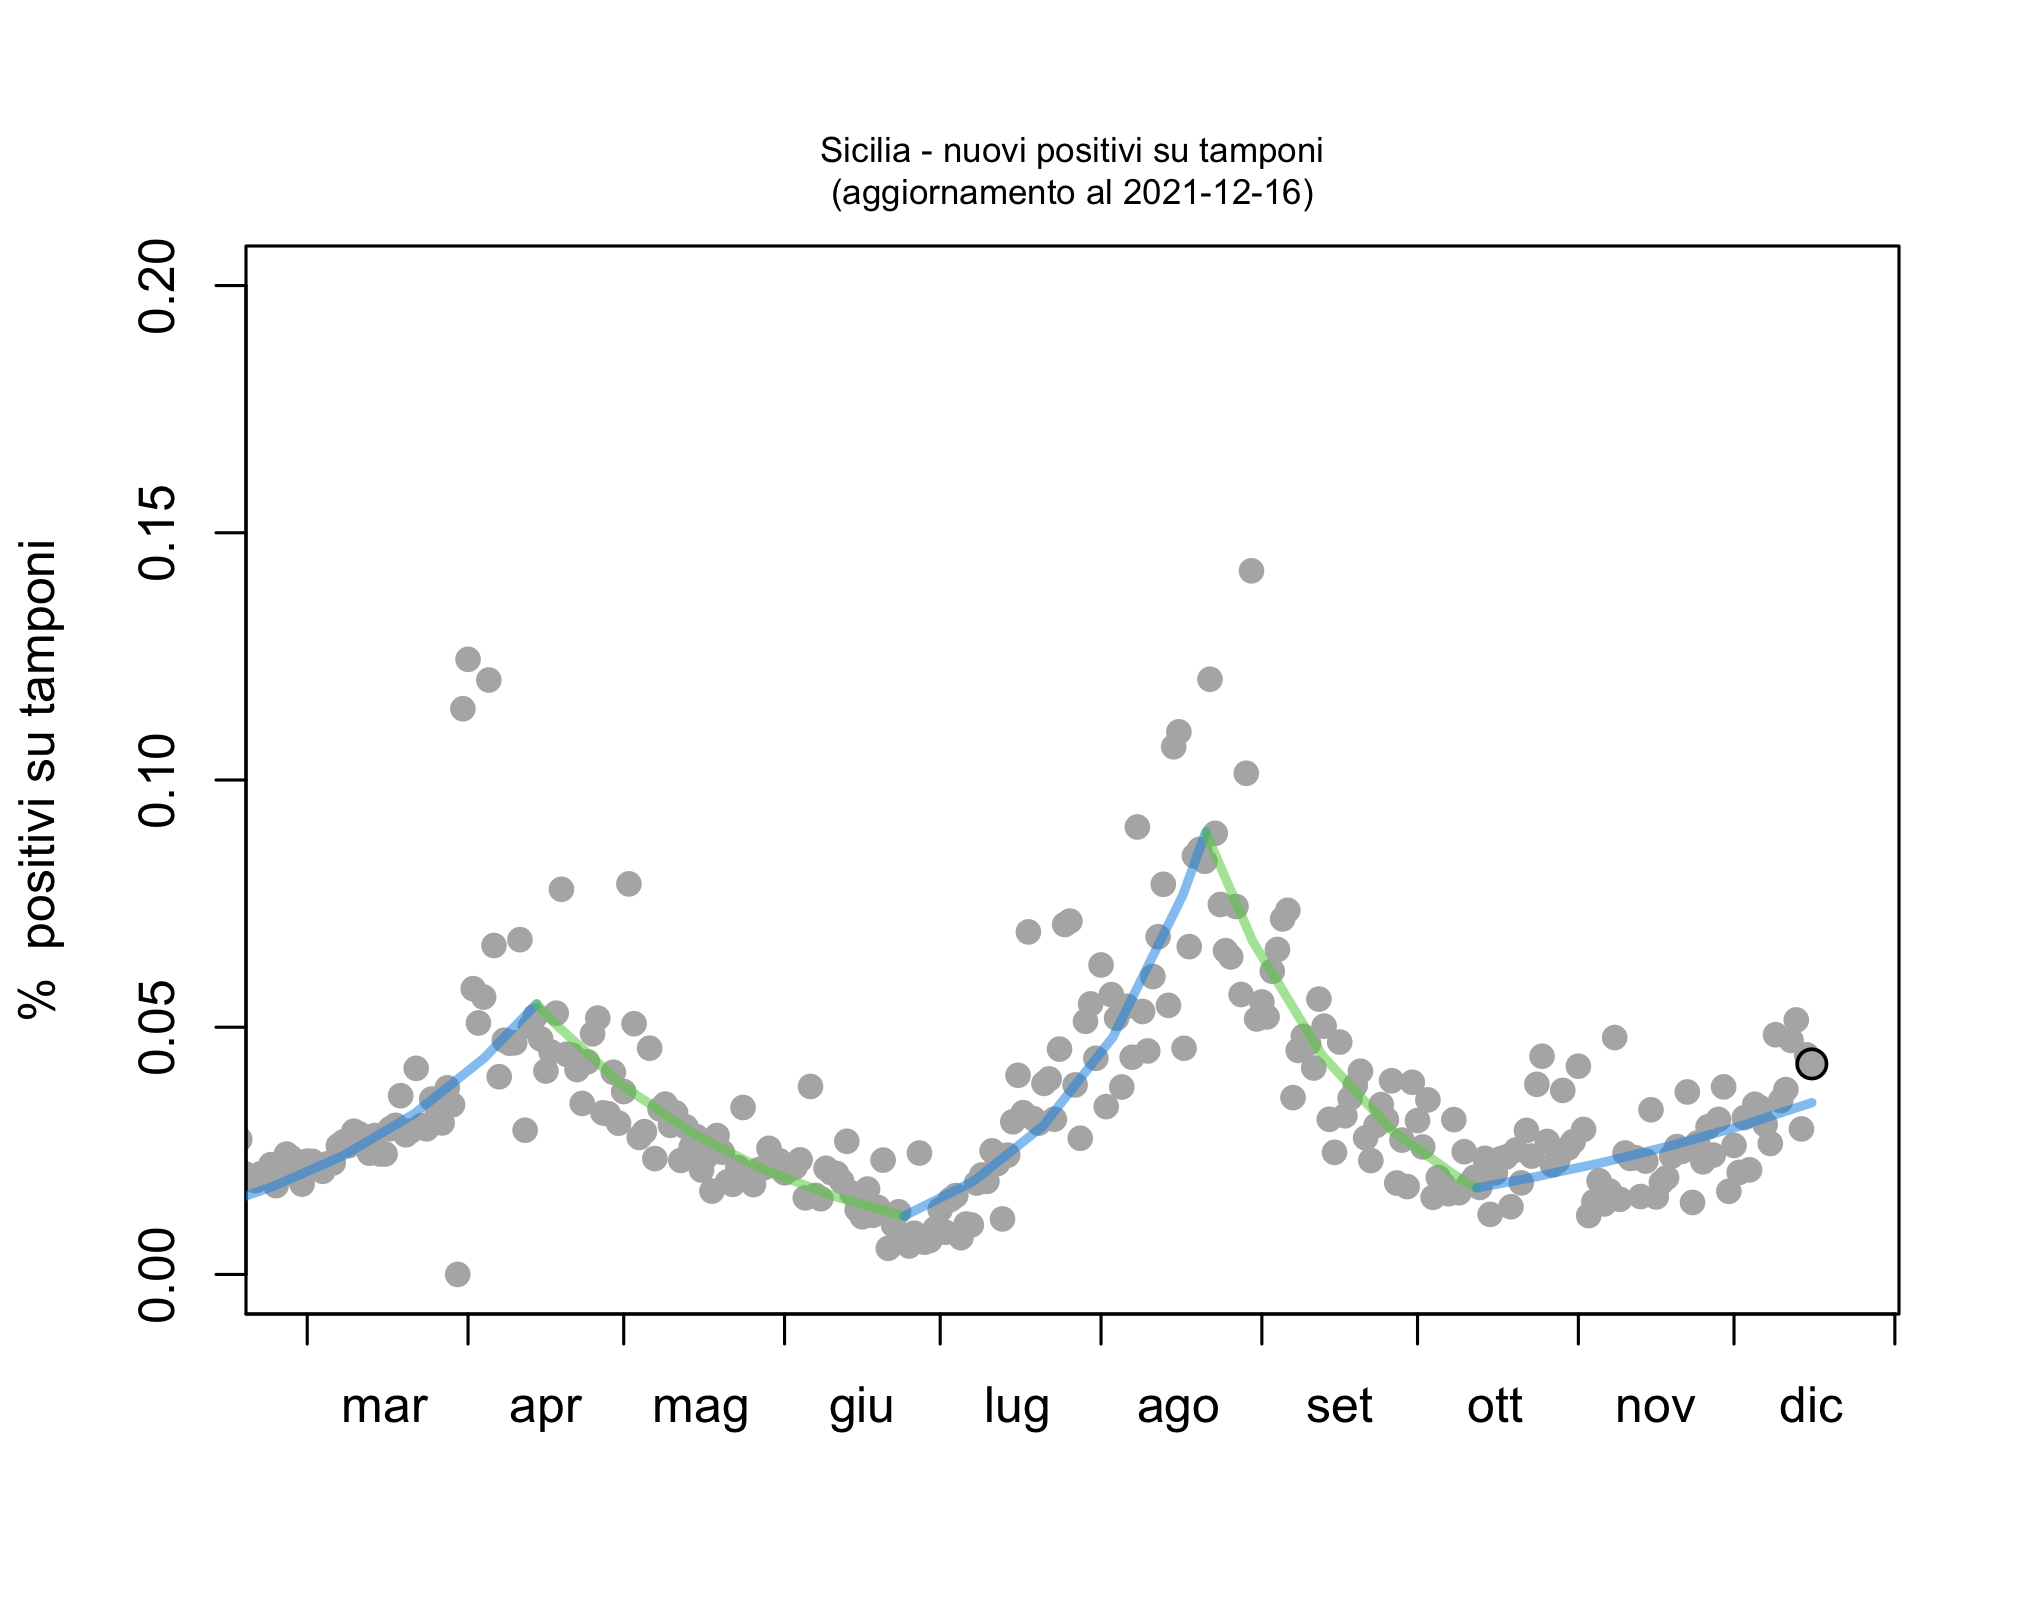 Sicilia - nuovi positivi su tamponi
(aggiornamento al 2021-12-16)
% positivi su tamponi
0.20
0.15
0.10
0.05
0.00
mar apr mag giu lug ago set ott nov dic